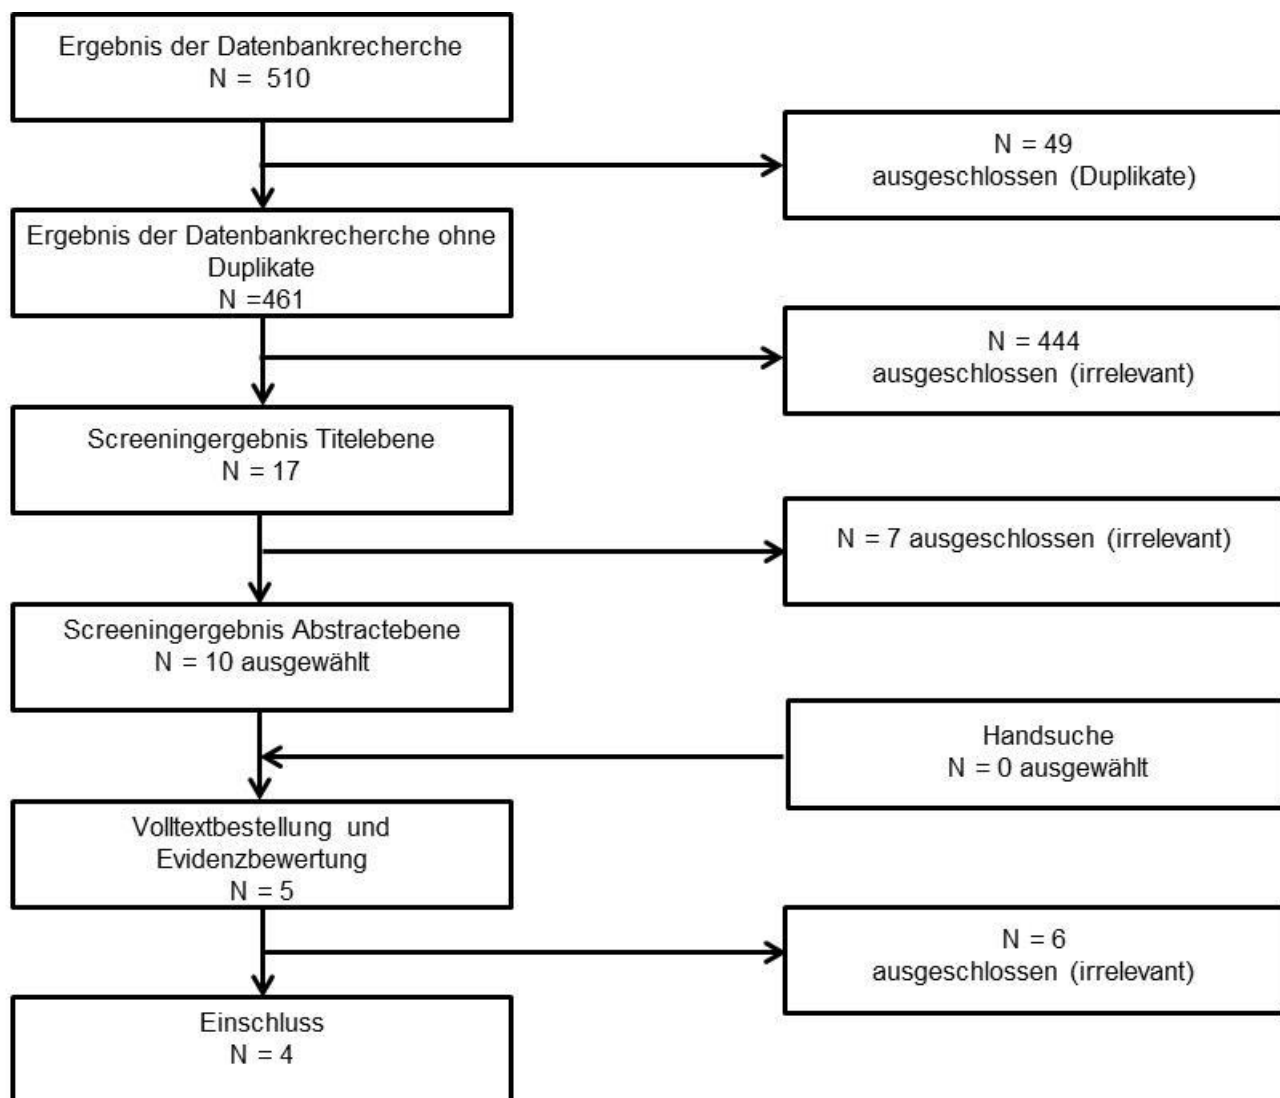 Ergebnis der Datenbankrecherche
N = 510
N = 49
ausgeschlossen (Duplikate)
Ergebnis der Datenbankrecherche ohne
Duplikate
N =461
N = 444
ausgeschlossen (irrelevant)
Screeningergebnis Titelebene
N = 17
N = 7 ausgeschlossen (irrelevant)
Screeningergebnis Abstractebene
N = 10 ausgewählt
Handsuche
N = 0 ausgewählt
Volltextbestellung und
Evidenzbewertung
N = 5
N = 6
ausgeschlossen (irrelevant)
Einschluss
N = 4